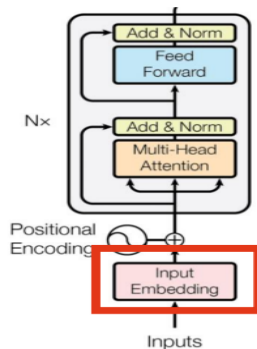 Add & Norm
Feed
Forward
Nx
Add & Norm
Multi-Head
Attention
Positional
Encoding
Input
Embedding
Inputs